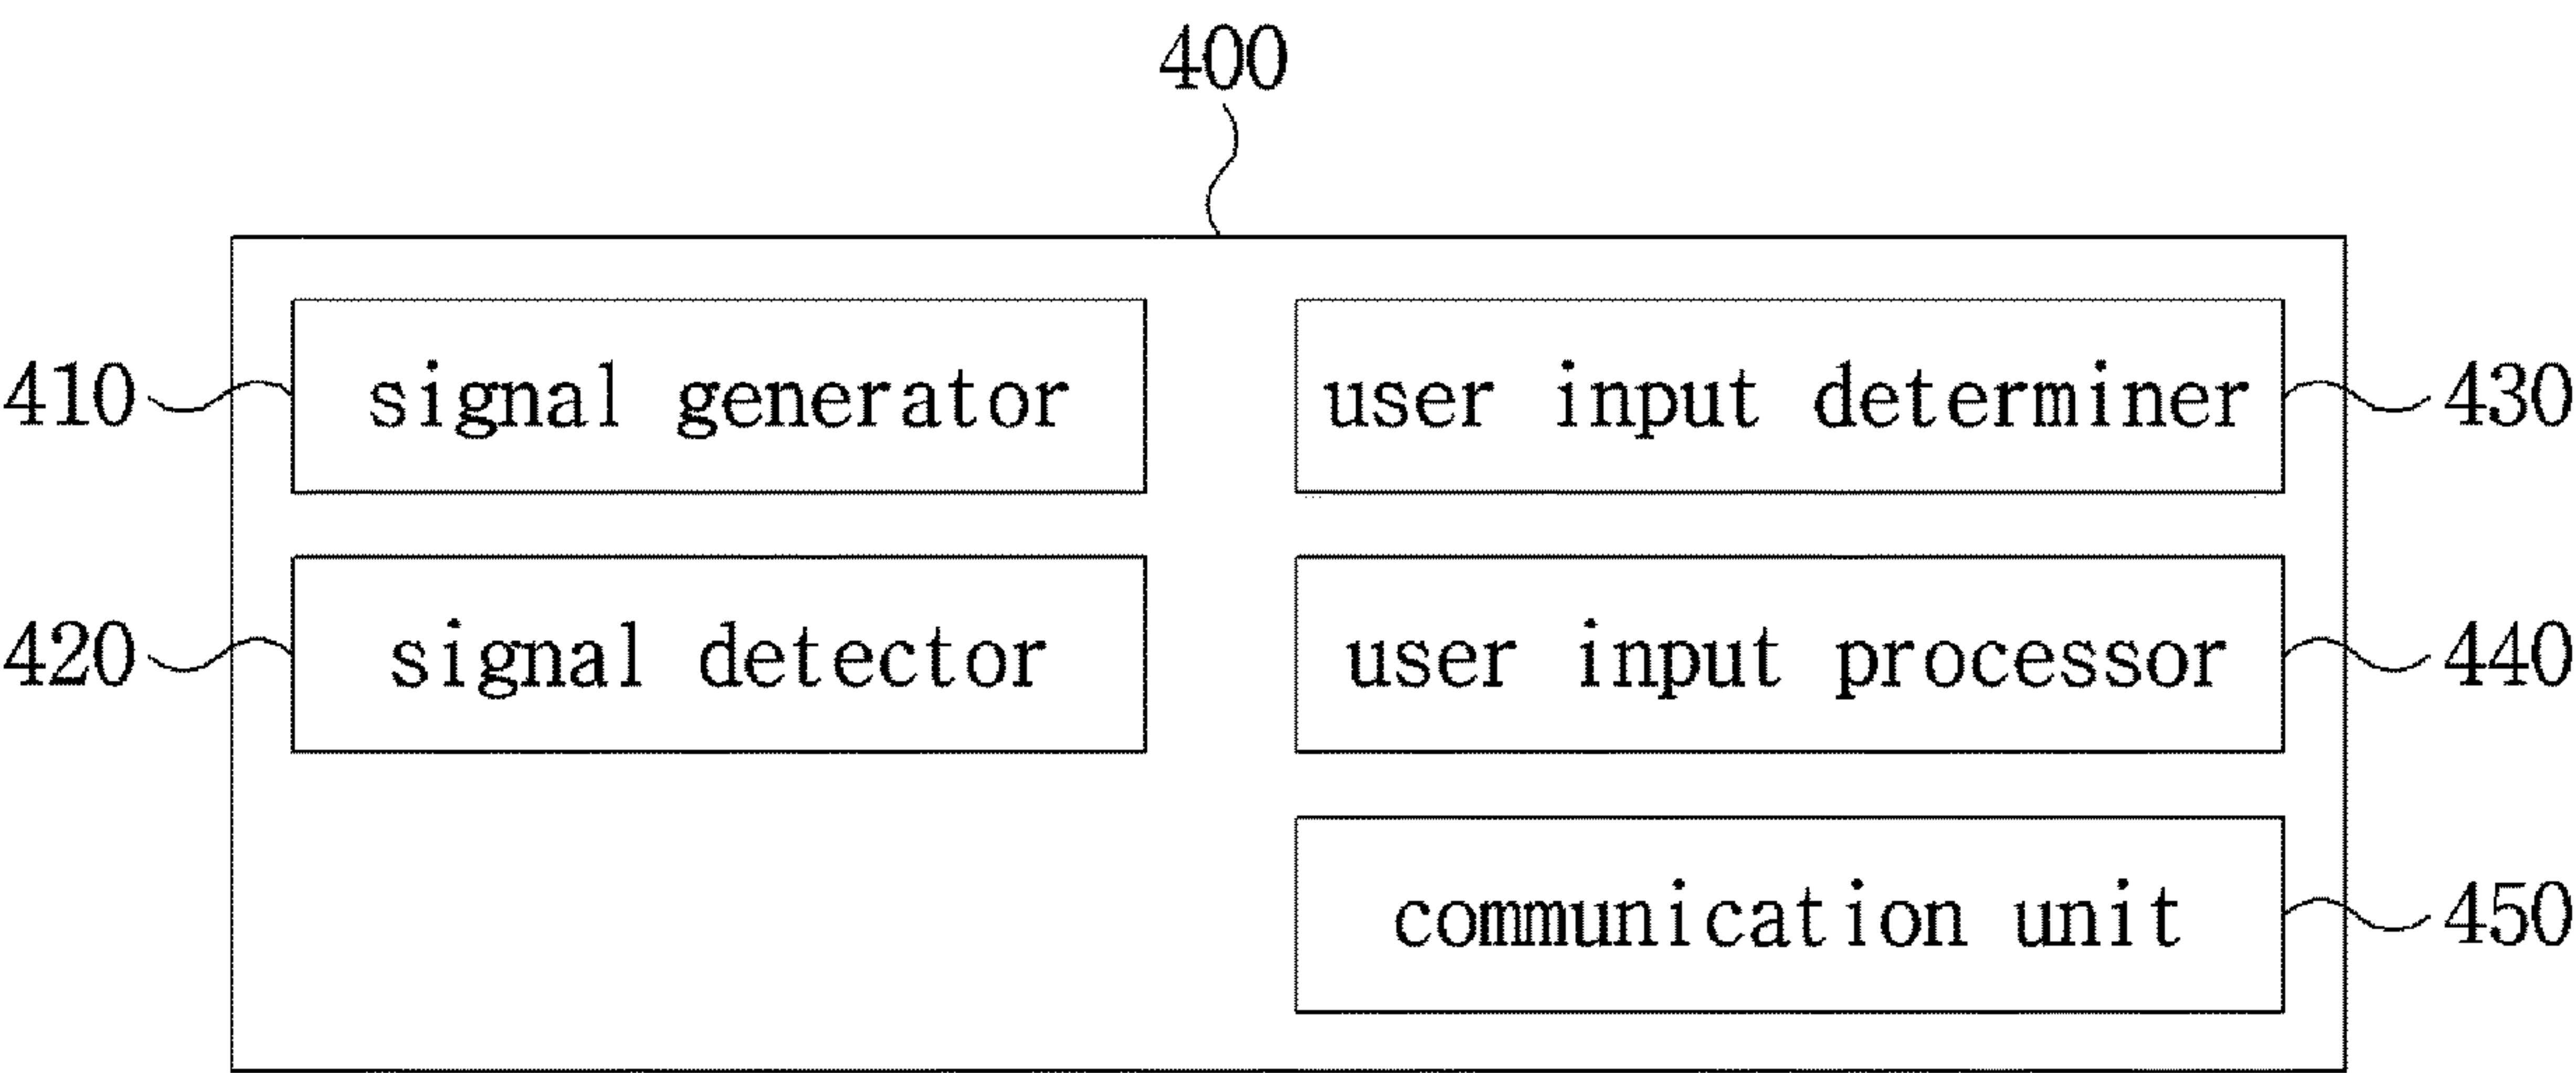 400
410 signal generator user input determiner 430
420 signal detector user input processor 440
communication unit 450